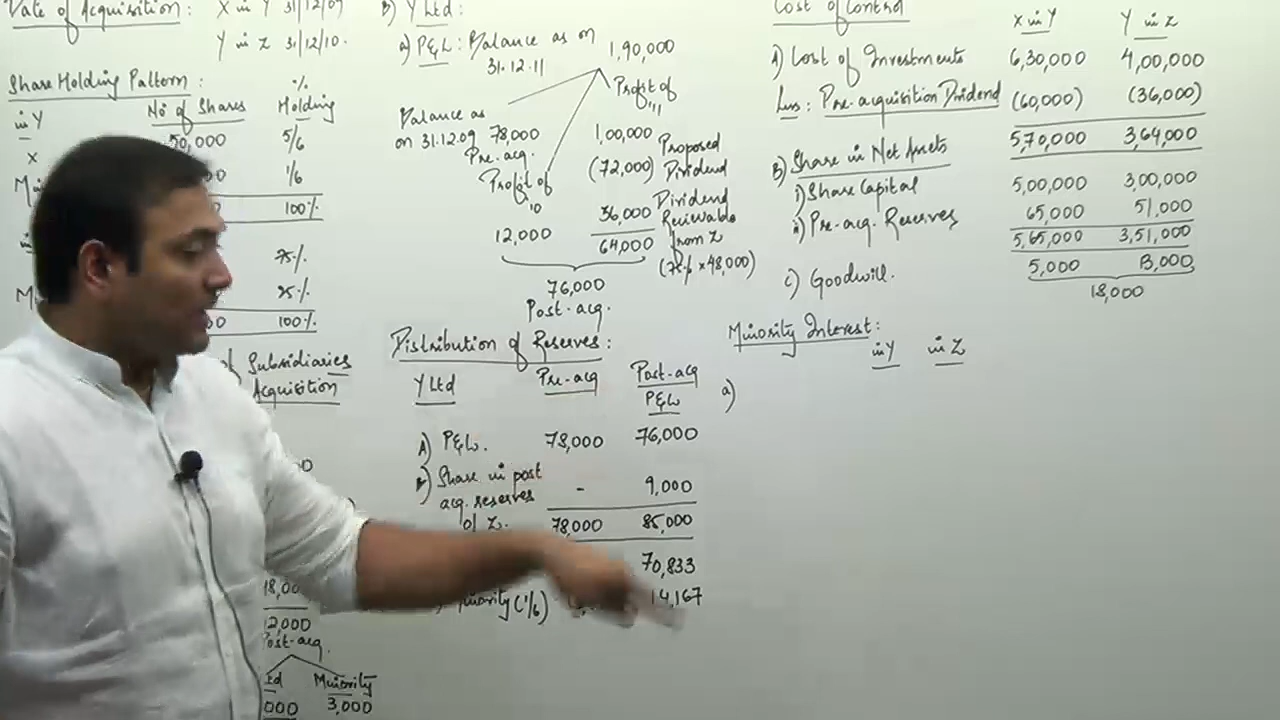 Date of Acquisition : X in Y 31/12/09
Y in Z 31/12/10.
Share Holding Pattern :
No of Shares % Holding
in Y
X 50,000 5/6
1/6
100%
75%
25%
100%
of Subsidiaries
Acquisition
18,00
12,000
Post-acq.
Minority
000 3,000
B) Y Ltd :
a) P&L : Balance as on 1,90,000
31.12.11
Balance as
on 31.12.09 78,000
Pre-acq.
Profit of
'10
12,000
Profit of
'11
1,00,000
(72,000) Proposed Dividend
36,000 Dividend Receivable from Z
64,000 (75% x 48,000)
76,000
Post-acq.
Distribution of Reserves :
Y Ltd Pre-acq Post-acq
P&L
A) P&L. 78,000 76,000
B) Share in post
acq. reserves - 9,000
of Z. 78,000 85,000
70,833
(1/6) 14,167
Cost of Control
X in Y Y in Z
A) Cost of Investments 6,30,000 4,00,000
Less : Pre-acquisition Dividend (60,000) (36,000)
5,70,000 3,64,000
B) Share in Net Assets
i) Share Capital 5,00,000 3,00,000
ii) Pre-acq. Reserves 65,000 51,000
5,65,000 3,51,000
C) Goodwill. 5,000 13,000
18,000
Minority Interest :
in Y in Z
a)